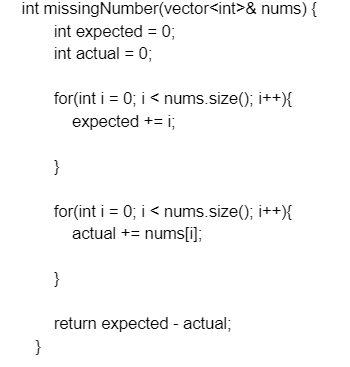 int missingNumber(vector<int>& nums) {
int expected = 0;
int actual = 0;
for(int i = 0; i < nums.size(); i++){
expected += i;
}
for(int i = 0; i < nums.size(); i++){
actual += nums[i];
}
return expected - actual;
}